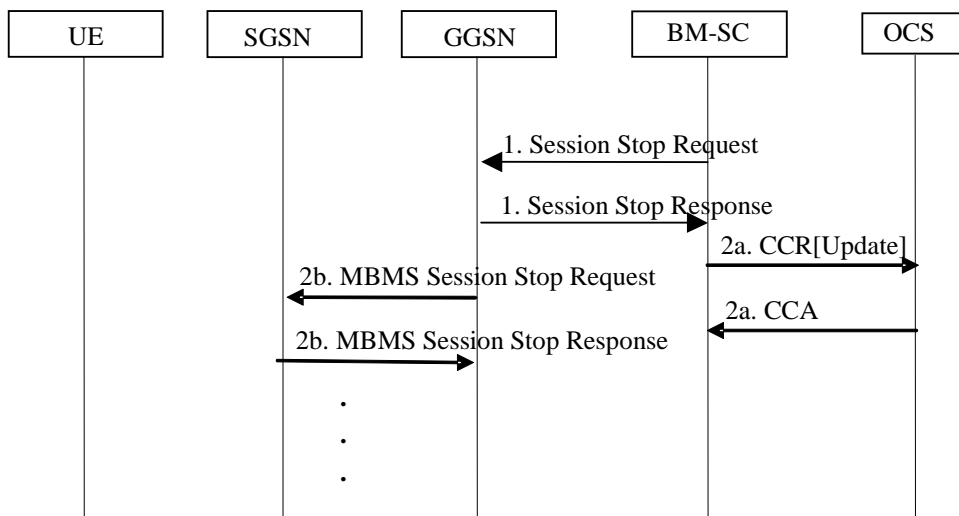 UE
SGSN
GGSN
BM-SC
OCS
1. Session Stop Request
1. Session Stop Response
2a. CCR[Update]
2b. MBMS Session Stop Request
2a. CCA
2b. MBMS Session Stop Response
.
.
.